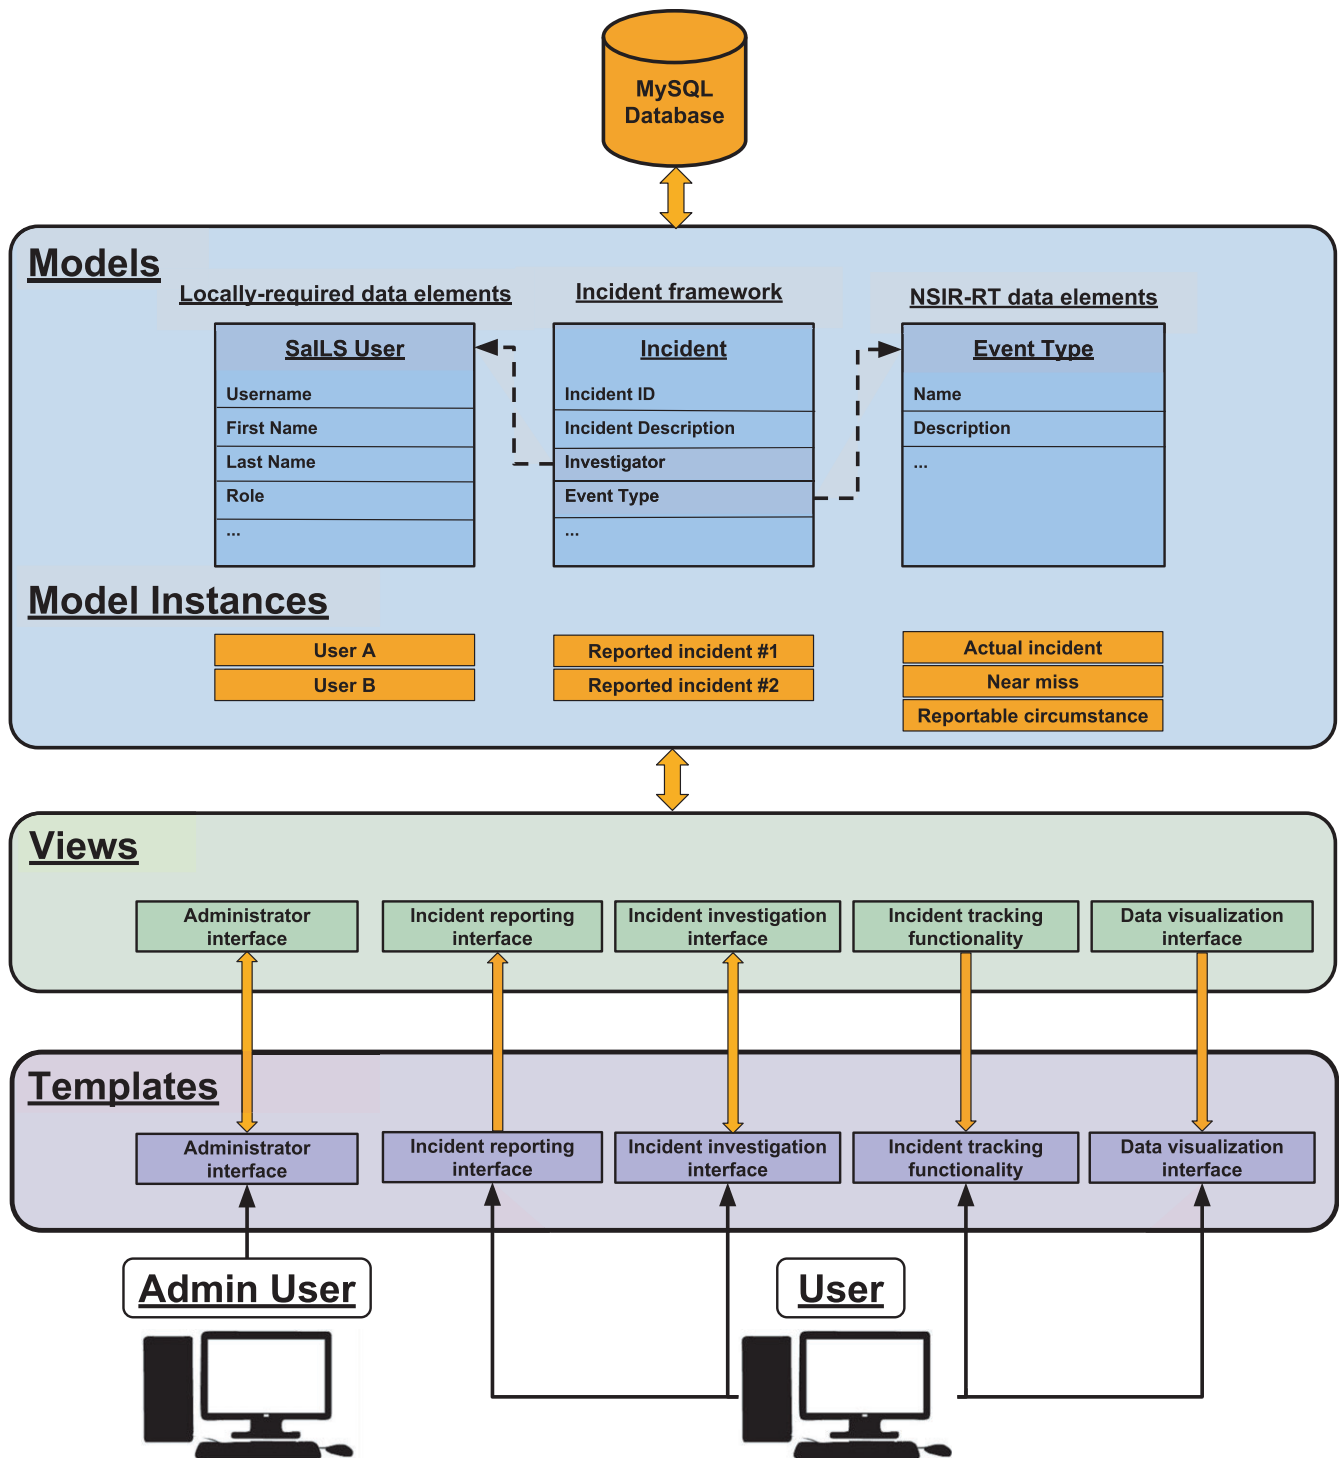 MySQL
Database
Models
Locally-required data elements
Incident framework
NSIR-RT data elements
SaILS User
Username
First Name
Last Name
Role
...
Incident
Incident ID
Incident Description
Investigator
Event Type
...
Event Type
Name
Description
...
Model Instances
User A
User B
Reported incident #1
Reported incident #2
Actual incident
Near miss
Reportable circumstance
Views
Administrator
interface
Incident reporting
interface
Incident investigation
interface
Incident tracking
functionality
Data visualization
interface
Templates
Administrator
interface
Incident reporting
interface
Incident investigation
interface
Incident tracking
functionality
Data visualization
interface
Admin User
User